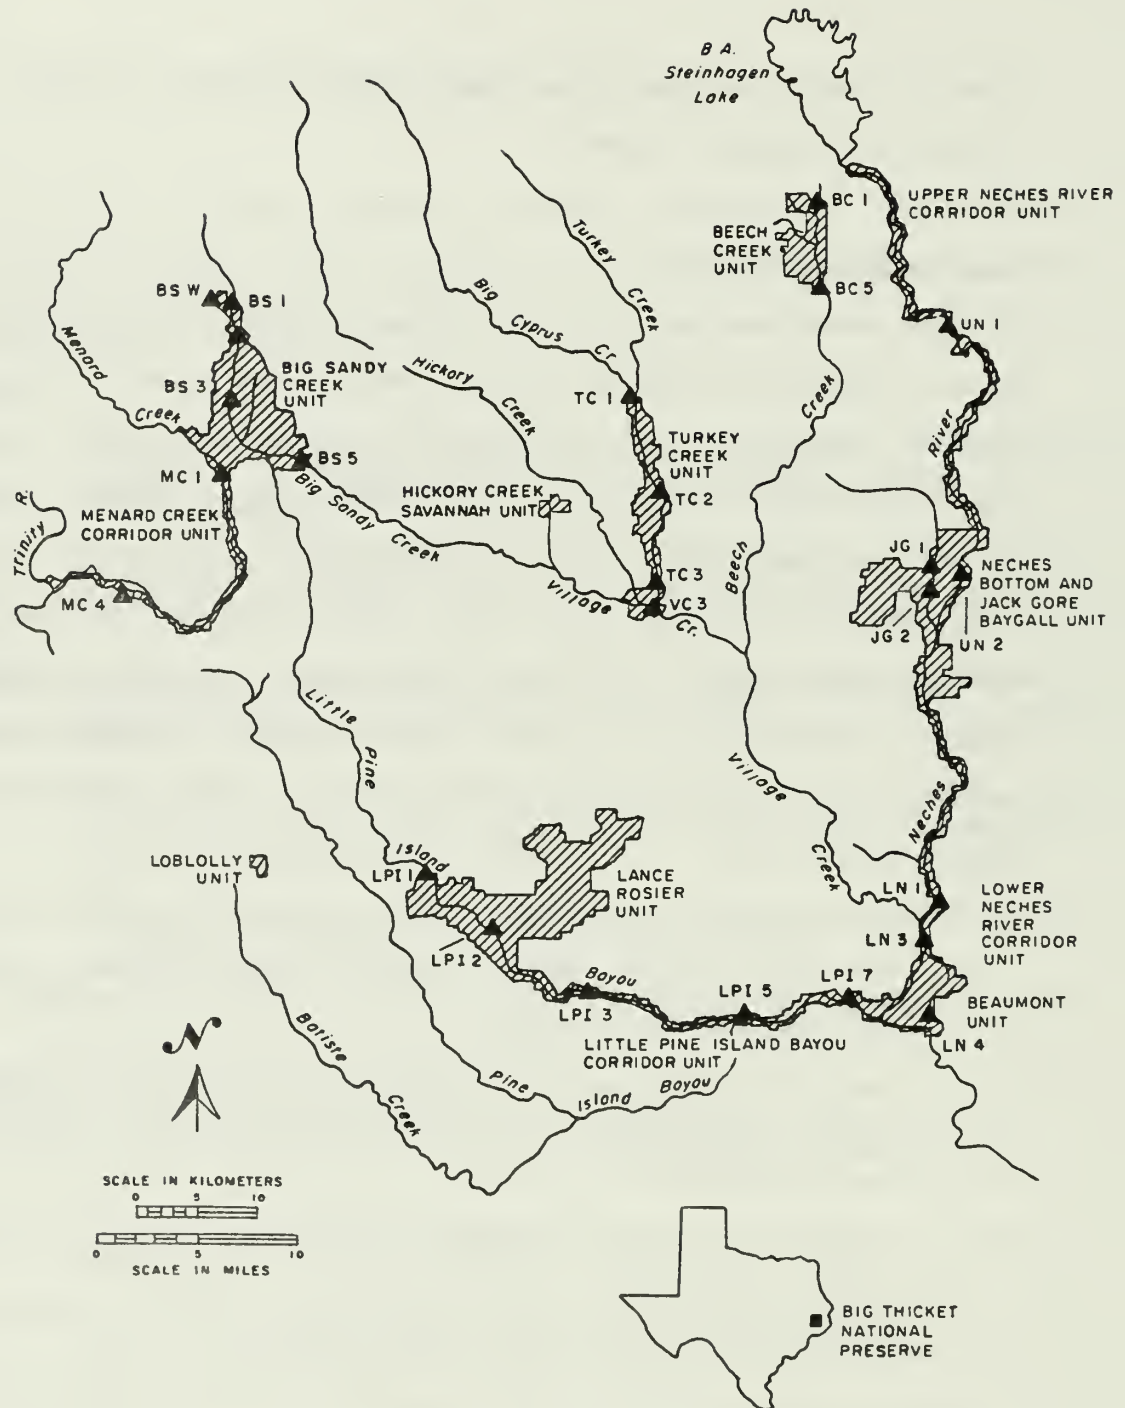 B A.
Steinhagen
Lake
UPPER NECHES RIVER
CORRIDOR UNIT
BC 1
BEECH
CREEK
UNIT
BC 5
Turkey
Creek
Big
Cyprus
Cr.
BS W
BS 1
UN 1
Menard
Creek
BIG SANDY
CREEK
UNIT
BS 3
Hickory
Creek
TC 1
Creek
River
TURKEY
CREEK
UNIT
BS 5
MC 1
Big Sandy
Creek
HICKORY CREEK
SAVANNAH UNIT
TC 2
Trinity R.
MENARD CREEK
CORRIDOR UNIT
Beech
JG 1
NECHES
BOTTOM AND
JACK GORE
BAYGALL UNIT
TC 3
MC 4
Village
Cr.
VC 3
JG 2
UN 2
Little
Pine
Island
Village
Creek
Neches
LOBLOLLY
UNIT
LPI 1
LANCE
ROSIER
UNIT
LN 1
LOWER
NECHES
RIVER
CORRIDOR
UNIT
LN 3
LPI 2
Bayou
LPI 3
LPI 5
LPI 7
BEAUMONT
UNIT
LN 4
LITTLE PINE ISLAND BAYOU
CORRIDOR UNIT
Batiste
Creek
Pine
Island
Bayou
N
SCALE IN KILOMETERS
0 5 10
0 5 10
SCALE IN MILES
BIG THICKET
NATIONAL
PRESERVE